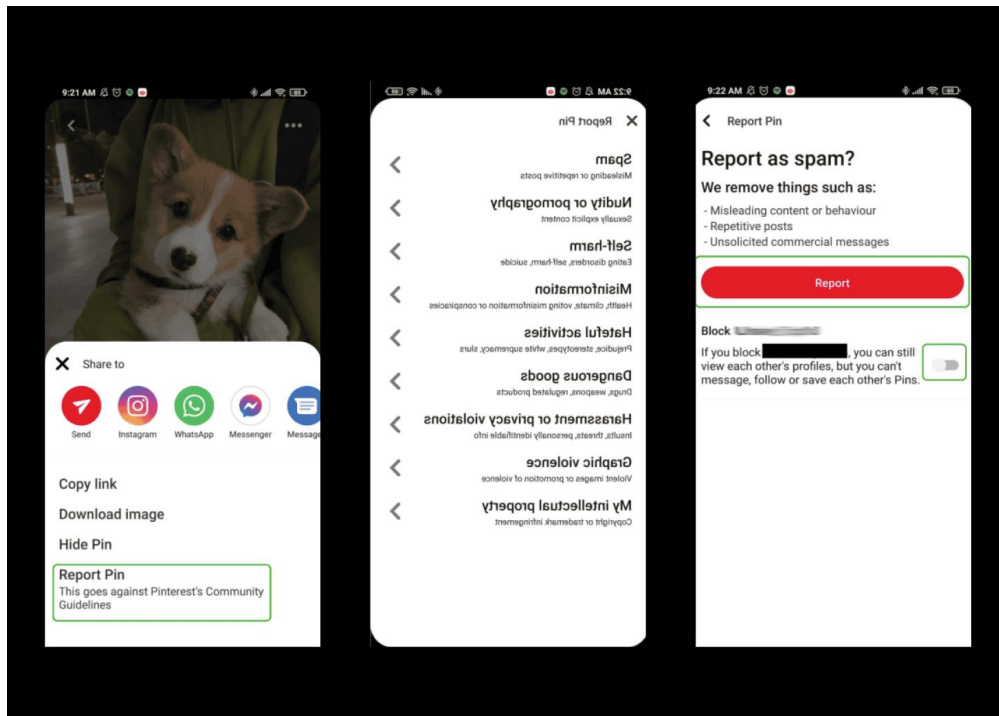 9:21 AM
Share to
Send
Instagram
WhatsApp
Messenger
Message
Copy link
Download image
Hide Pin
Report Pin
This goes against Pinterest's Community
Guidelines
9:22 AM
Report Pin
Spam
Misleading or repetitive posts
Nudity or pornography
Sexually explicit content
Self-harm
Eating disorders, self-harm, suicide
Misinformation
Health, climate, voting misinformation or conspiracies
Hateful activities
Prejudice, stereotypes, white supremacy, slurs
Dangerous goods
Drugs, weapons, regulated products
Harassment or privacy violations
Insults, threats, personally identifiable info
Graphic violence
Violent images or promotion of violence
My intellectual property
Copyright or trademark infringement
9:22 AM
Report Pin
Report as spam?
We remove things such as:
- Misleading content or behaviour
- Repetitive posts
- Unsolicited commercial messages
Report
Block
If you block , you can still
view each other's profiles, but you can't
message, follow or save each other's Pins.